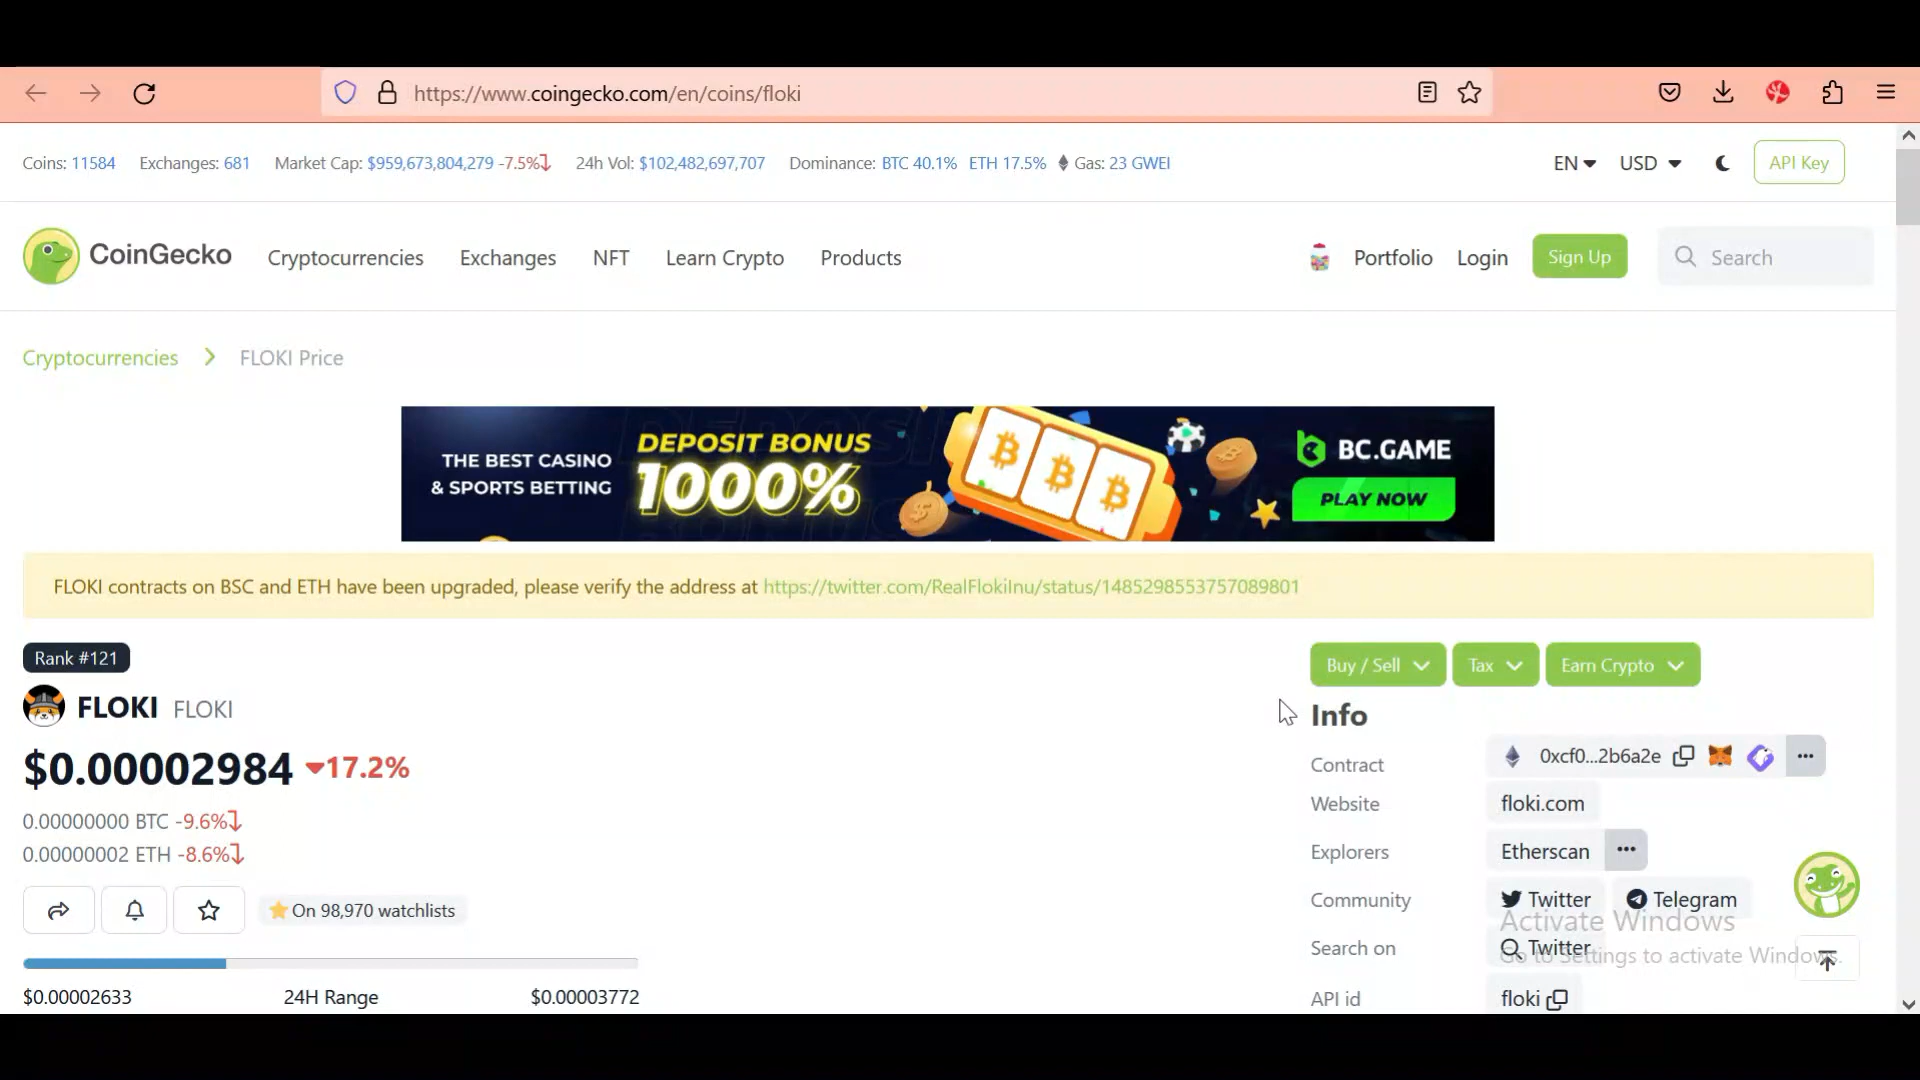 https://www.coingecko.com/en/coins/floki
Coins: 11584 Exchanges: 681 Market Cap: $959,673,804,279 -7.5% 24h Vol: $102,482,697,707 Dominance: BTC 40.1% ETH 17.5% Gas: 23 GWEI EN USD API Key
CoinGecko Cryptocurrencies Exchanges NFT Learn Crypto Products Portfolio Login Sign Up Search
Cryptocurrencies FLOKI Price
THE BEST CASINO
& SPORTS BETTING
DEPOSIT BONUS
1000%
BC.GAME
PLAY NOW
FLOKI contracts on BSC and ETH have been upgraded, please verify the address at https://twitter.com/RealFlokiInu/status/1485298553757089801
Rank #121
FLOKI FLOKI
$0.00002984 17.2%
0.00000000 BTC -9.6%
0.00000002 ETH -8.6%
On 98,970 watchlists
$0.00002633 24H Range $0.00003772
Buy / Sell Tax Earn Crypto
Info
Contract 0xcf0...2b6a2e
Website floki.com
Explorers Etherscan
Community Twitter Telegram
Search on Twitter
API id floki
Activate Windows
Go to Settings to activate Windows.